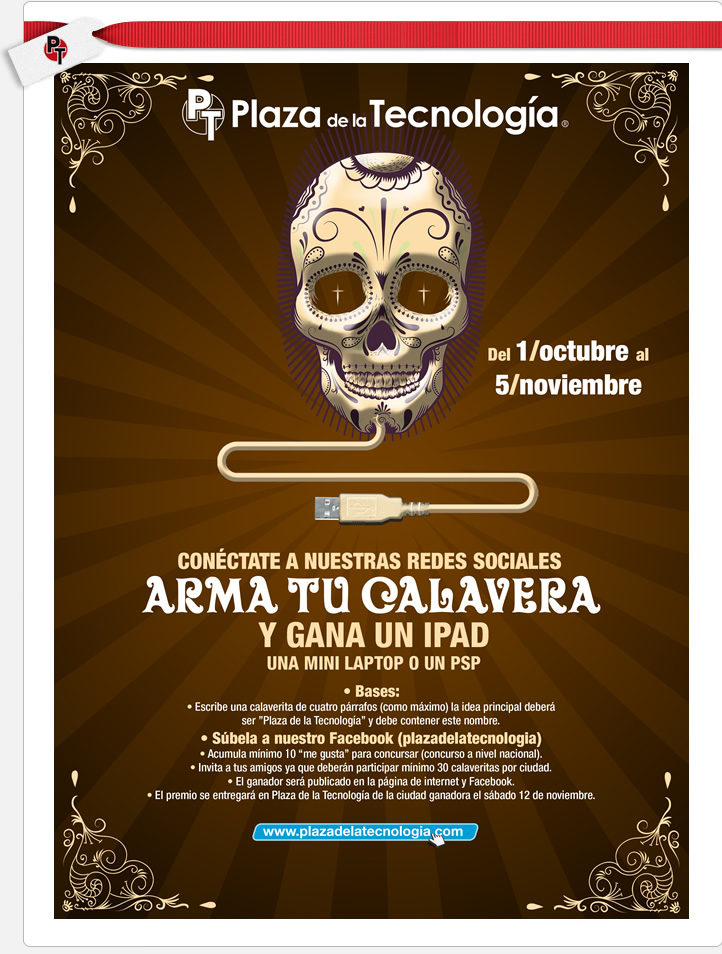 PT
PT Plaza de la Tecnología®
Del 1/octubre al
5/noviembre
CONÉCTATE A NUESTRAS REDES SOCIALES
ARMA TU CALAVERA
Y GANA UN IPAD
UNA MINI LAPTOP O UN PSP
• Bases:
• Escribe una calaverita de cuatro párrafos (como máximo) la idea principal deberá
ser "Plaza de la Tecnología" y debe contener este nombre.
• Súbela a nuestro Facebook (plazadelatecnologia)
• Acumula mínimo 10 “me gusta” para concursar (concurso a nivel nacional).
• Invita a tus amigos ya que deberán participar mínimo 30 calaveritas por ciudad.
• El ganador será publicado en la página de internet y Facebook.
• El premio se entregará en Plaza de la Tecnología de la ciudad ganadora el sábado 12 de noviembre.
www.plazadelatecnologia.com